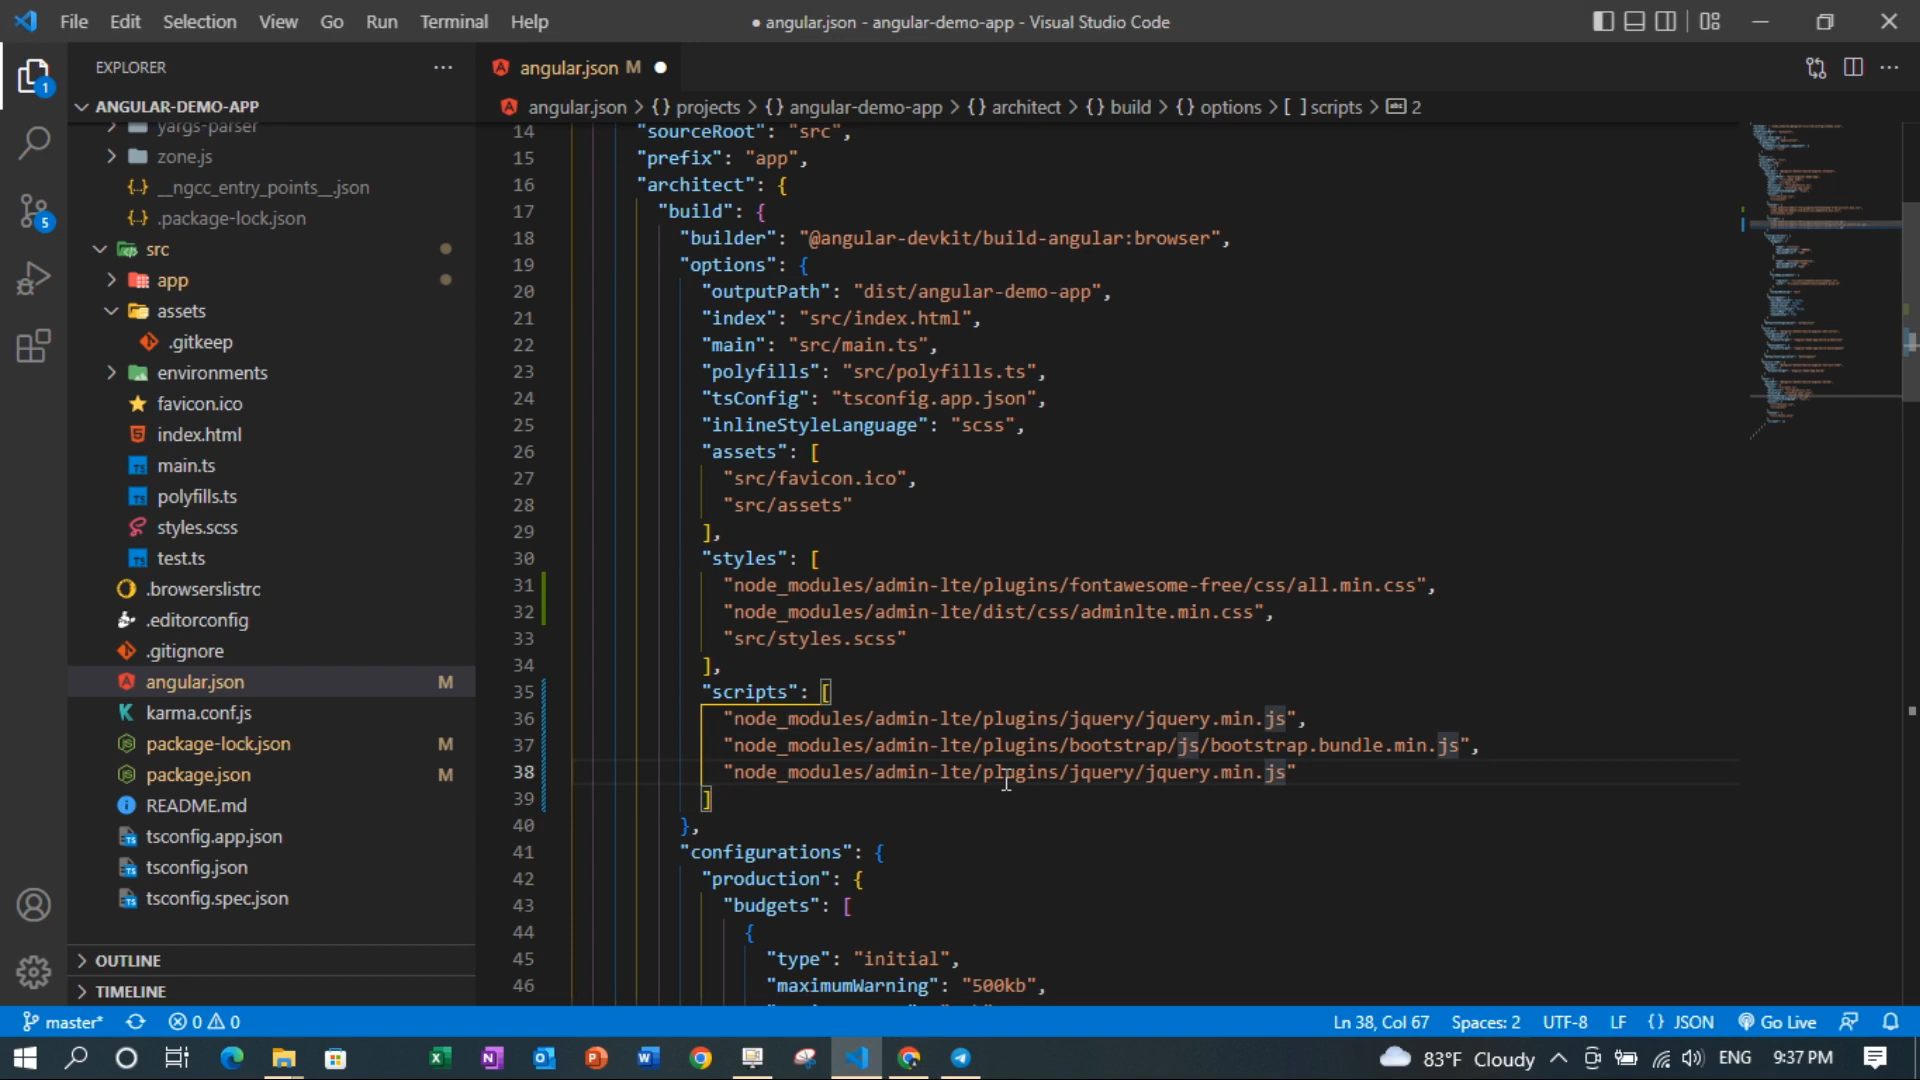 File Edit Selection View Go Run Terminal Help
● angular.json - angular-demo-app - Visual Studio Code
EXPLORER
ANGULAR-DEMO-APP
yargs-parser
zone.js
__ngcc_entry_points__.json
.package-lock.json
src
app
assets
.gitkeep
environments
favicon.ico
index.html
main.ts
polyfills.ts
styles.scss
test.ts
.browserslistrc
.editorconfig
.gitignore
angular.json M
karma.conf.js
package-lock.json M
package.json M
README.md
tsconfig.app.json
tsconfig.json
tsconfig.spec.json
OUTLINE
TIMELINE
1
5
angular.json M
angular.json > {} projects > {} angular-demo-app > {} architect > {} build > {} options > [ ] scripts > abc 2
14 "sourceRoot": "src",
15 "prefix": "app",
16 "architect": {
17 "build": {
18 "builder": "@angular-devkit/build-angular:browser",
19 "options": {
20 "outputPath": "dist/angular-demo-app",
21 "index": "src/index.html",
22 "main": "src/main.ts",
23 "polyfills": "src/polyfills.ts",
24 "tsConfig": "tsconfig.app.json",
25 "inlineStyleLanguage": "scss",
26 "assets": [
27 "src/favicon.ico",
28 "src/assets"
29 ],
30 "styles": [
31 "node_modules/admin-lte/plugins/fontawesome-free/css/all.min.css",
32 "node_modules/admin-lte/dist/css/adminlte.min.css",
33 "src/styles.scss"
34 ],
35 "scripts": [
36 "node_modules/admin-lte/plugins/jquery/jquery.min.js",
37 "node_modules/admin-lte/plugins/bootstrap/js/bootstrap.bundle.min.js",
38 "node_modules/admin-lte/plugins/jquery/jquery.min.js"
39 ]
40 },
41 "configurations": {
42 "production": {
43 "budgets": [
44 {
45 "type": "initial",
46 "maximumWarning": "500kb",
master* 0 0 Ln 38, Col 67 Spaces: 2 UTF-8 LF {} JSON Go Live
83°F Cloudy ENG 9:37 PM